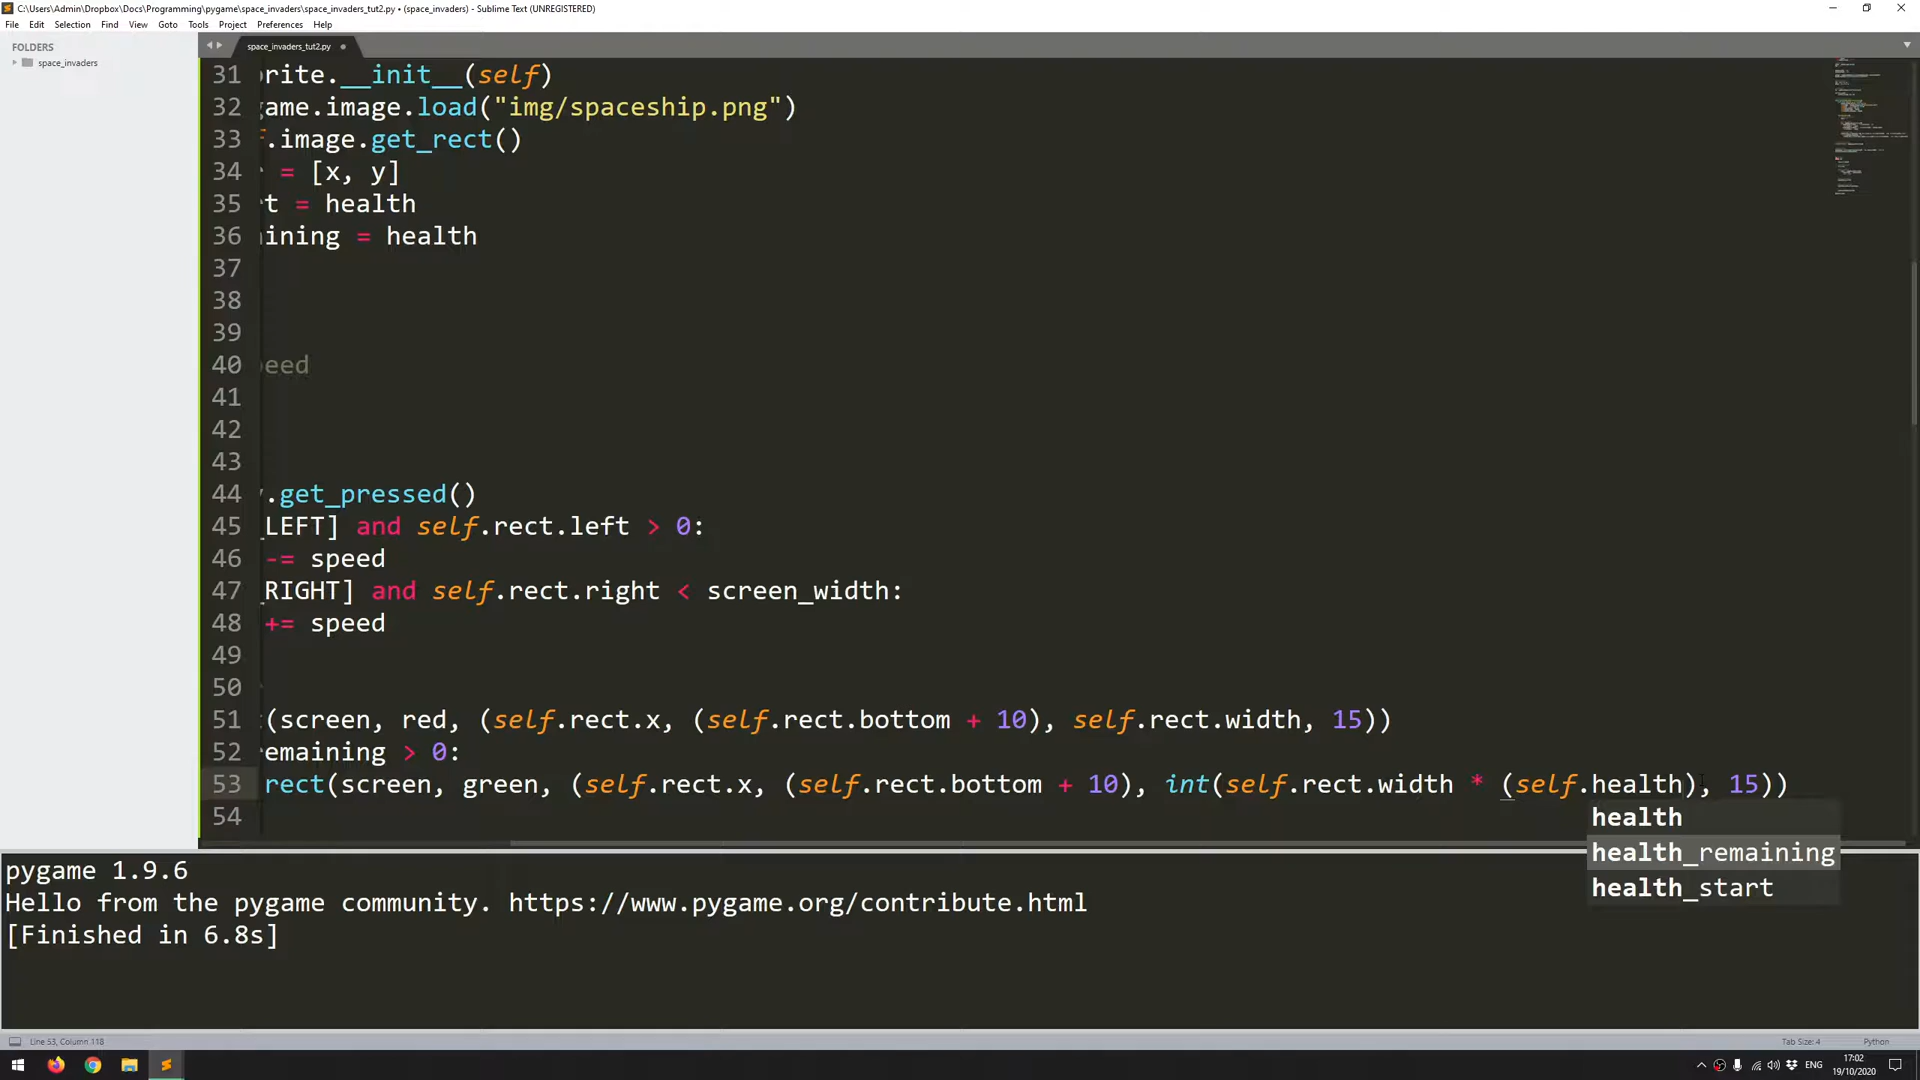 C:\Users\Admin\Dropbox\Docs\Programming\pygame\space_invaders\space_invaders_tut2.py • (space_invaders) - Sublime Text (UNREGISTERED)
File Edit Selection Find View Goto Tools Project Preferences Help
FOLDERS
space_invaders
space_invaders_tut2.py
31 rite.__init__(self)
32 game.image.load("img/spaceship.png")
33 .image.get_rect()
34 = [x, y]
35 t = health
36 ining = health
37
38
39
40 eed
41
42
43
44 .get_pressed()
45 _LEFT] and self.rect.left > 0:
46 -= speed
47 _RIGHT] and self.rect.right < screen_width:
48 += speed
49
50
51 (screen, red, (self.rect.x, (self.rect.bottom + 10), self.rect.width, 15))
52 emaining > 0:
53 rect(screen, green, (self.rect.x, (self.rect.bottom + 10), int(self.rect.width * (self.health), 15))
54
health
health_remaining
health_start
pygame 1.9.6
Hello from the pygame community. https://www.pygame.org/contribute.html
[Finished in 6.8s]
Line 53, Column 118
Tab Size: 4
Python
ENG
17:02
19/10/2020